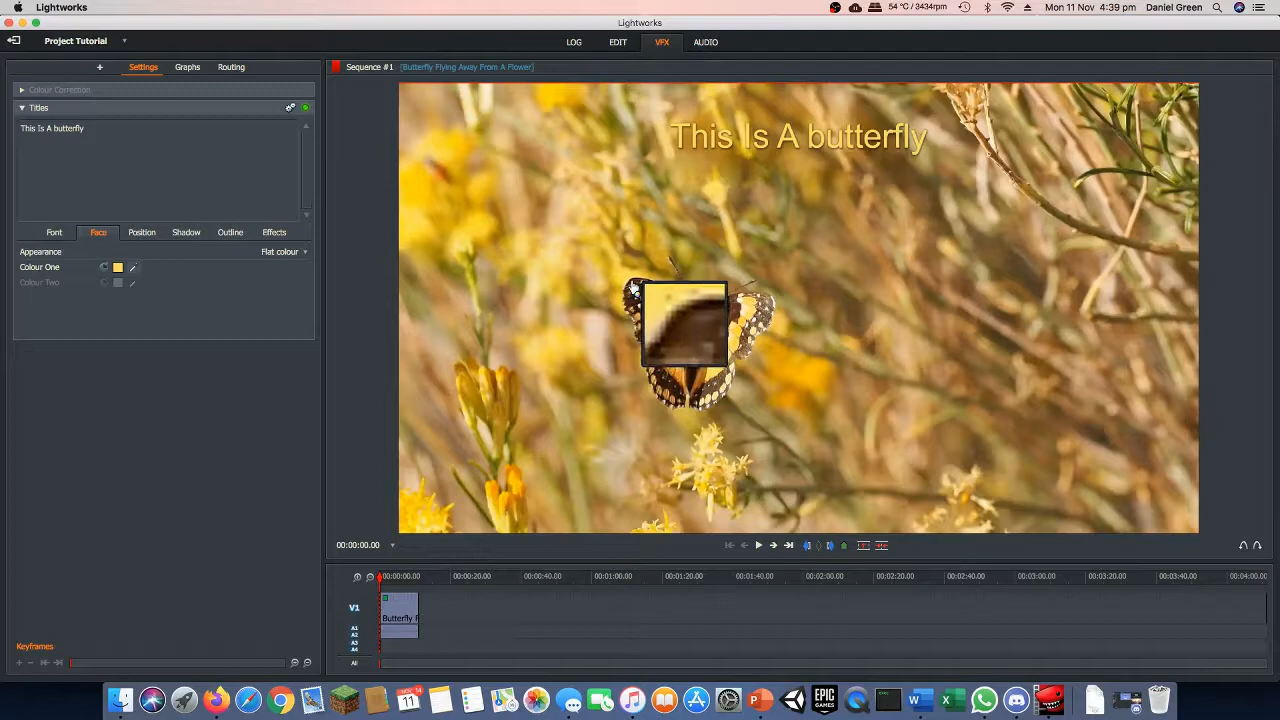 Lightworks 54 °C / 3434rpm Mon 11 Nov 4:39 pm Daniel Green
Lightworks
Project Tutorial
LOG EDIT VFX AUDIO
+ Settings Graphs Routing
Sequence #1 [Butterfly Flying Away From A Flower]
Colour Correction
Titles
This Is A butterfly
This Is A butterfly
Font Face Position Shadow Outline Effects
Appearance Flat colour
Colour One
Colour Two
00:00:00.00
00:00:00.00 00:00:20.00 00:00:40.00 00:01:00.00 00:01:20.00 00:01:40.00 00:02:00.00 00:02:20.00 00:02:40.00 00:03:00.00 00:03:20.00 00:03:40.00 00:04:00.00
V1
Butterfly F
A1
A2
A3
A4
All
Keyframes
EPIC GAMES